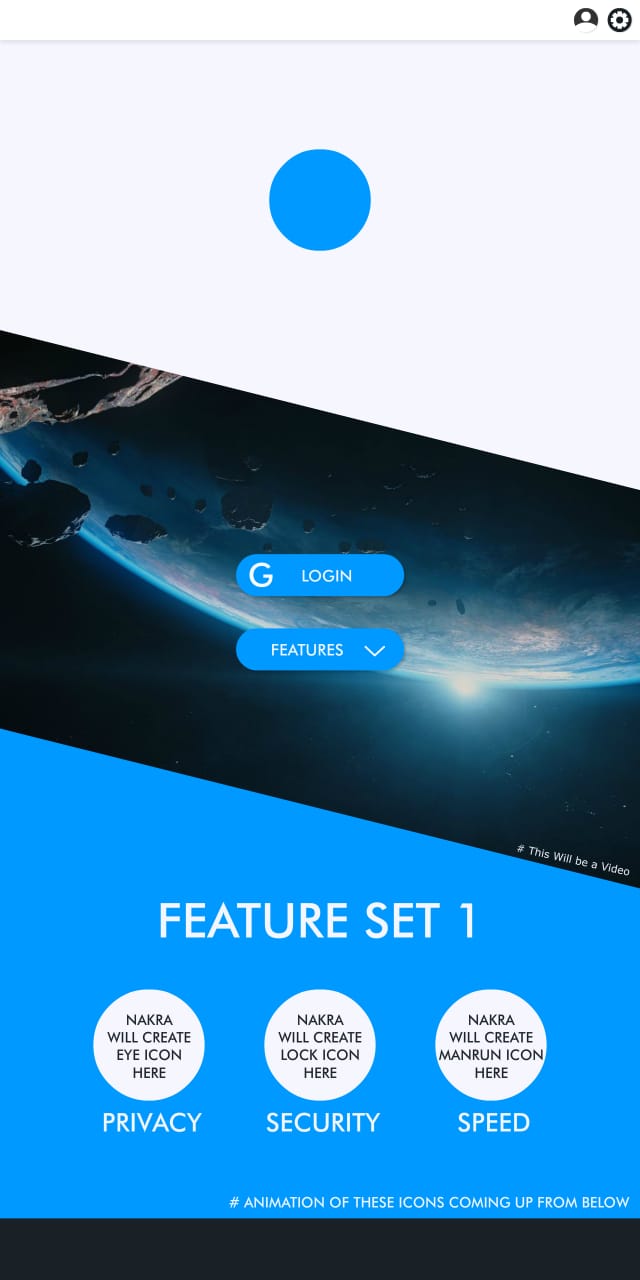 G LOGIN
FEATURES
# This Will be a Video
FEATURE SET 1
NAKRA
WILL CREATE
EYE ICON
HERE
NAKRA
WILL CREATE
LOCK ICON
HERE
NAKRA
WILL CREATE
MANRUN ICON
HERE
PRIVACY
SECURITY
SPEED
# ANIMATION OF THESE ICONS COMING UP FROM BELOW